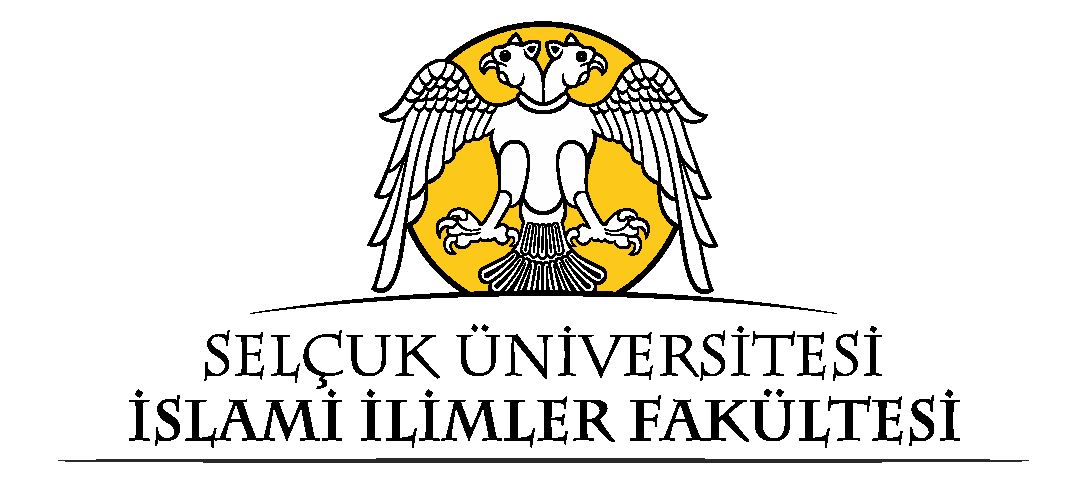 SELÇUK ÜNİVERSİTESİ
İSLAMİ İLİMLER FAKÜLTESİ